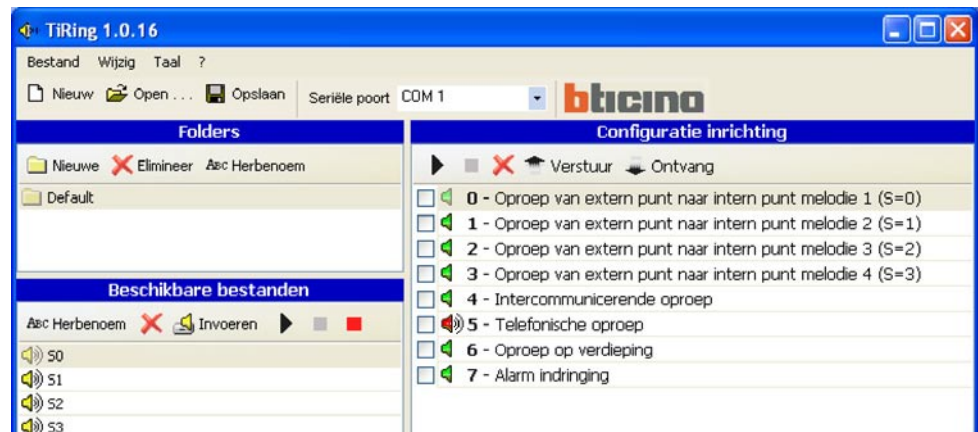 TiRing 1.0.16
Bestand Wijzig Taal ?
Nieuw Open . . . Opslaan Seriële poort COM 1 bticino
Folders
Nieuwe Elimineer ABC Herbenoem
Default
Beschikbare bestanden
ABC Herbenoem Invoeren
S0
S1
S2
S3
Configuratie inrichting
Verstuur Ontvang
0 - Oproep van extern punt naar intern punt melodie 1 (S=0)
1 - Oproep van extern punt naar intern punt melodie 2 (S=1)
2 - Oproep van extern punt naar intern punt melodie 3 (S=2)
3 - Oproep van extern punt naar intern punt melodie 4 (S=3)
4 - Intercommunicerende oproep
5 - Telefonische oproep
6 - Oproep op verdieping
7 - Alarm indringing